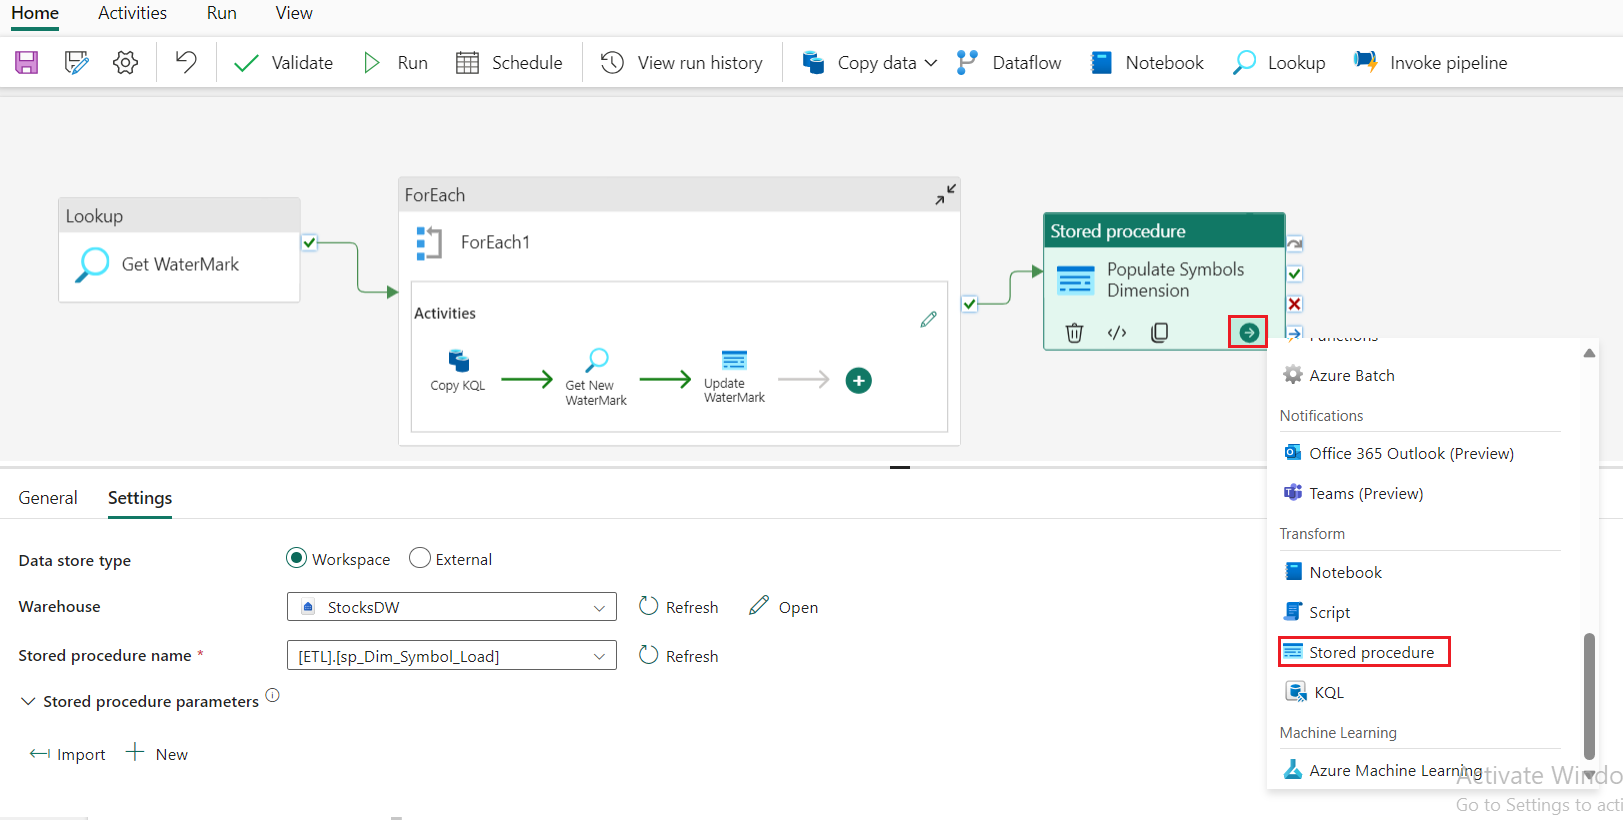 Home Activities Run View
Validate Run Schedule View run history Copy data Dataflow Notebook Lookup Invoke pipeline
Lookup
Get WaterMark
ForEach
ForEach1
Activities
Copy KQL
Get New
WaterMark
Update
WaterMark
Stored procedure
Populate Symbols
Dimension
</>
Functions
Azure Batch
Notifications
Office 365 Outlook (Preview)
Teams (Preview)
Transform
Notebook
Script
Stored procedure
KQL
Machine Learning
Azure Machine Learning
General Settings
Data store type Workspace External
Warehouse StocksDW Refresh Open
Stored procedure name * [ETL].[sp_Dim_Symbol_Load] Refresh
Stored procedure parameters
Import New
Activate Windo
Go to Settings to acti